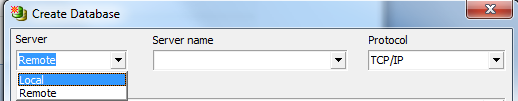 Create Database
Server
Server name
Protocol
Remote
TCP/IP
Local
Remote